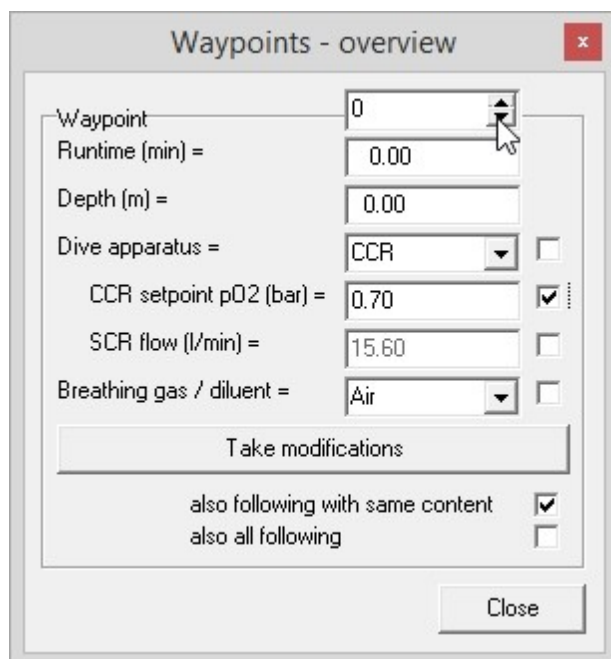 Waypoints - overview
x
Waypoint 0
Runtime (min) = 0.00
Depth (m) = 0.00
Dive apparatus = CCR
CCR setpoint pO2 (bar) = 0.70
SCR flow (l/min) = 15.60
Breathing gas / diluent = Air
Take modifications
also following with same content
also all following
Close